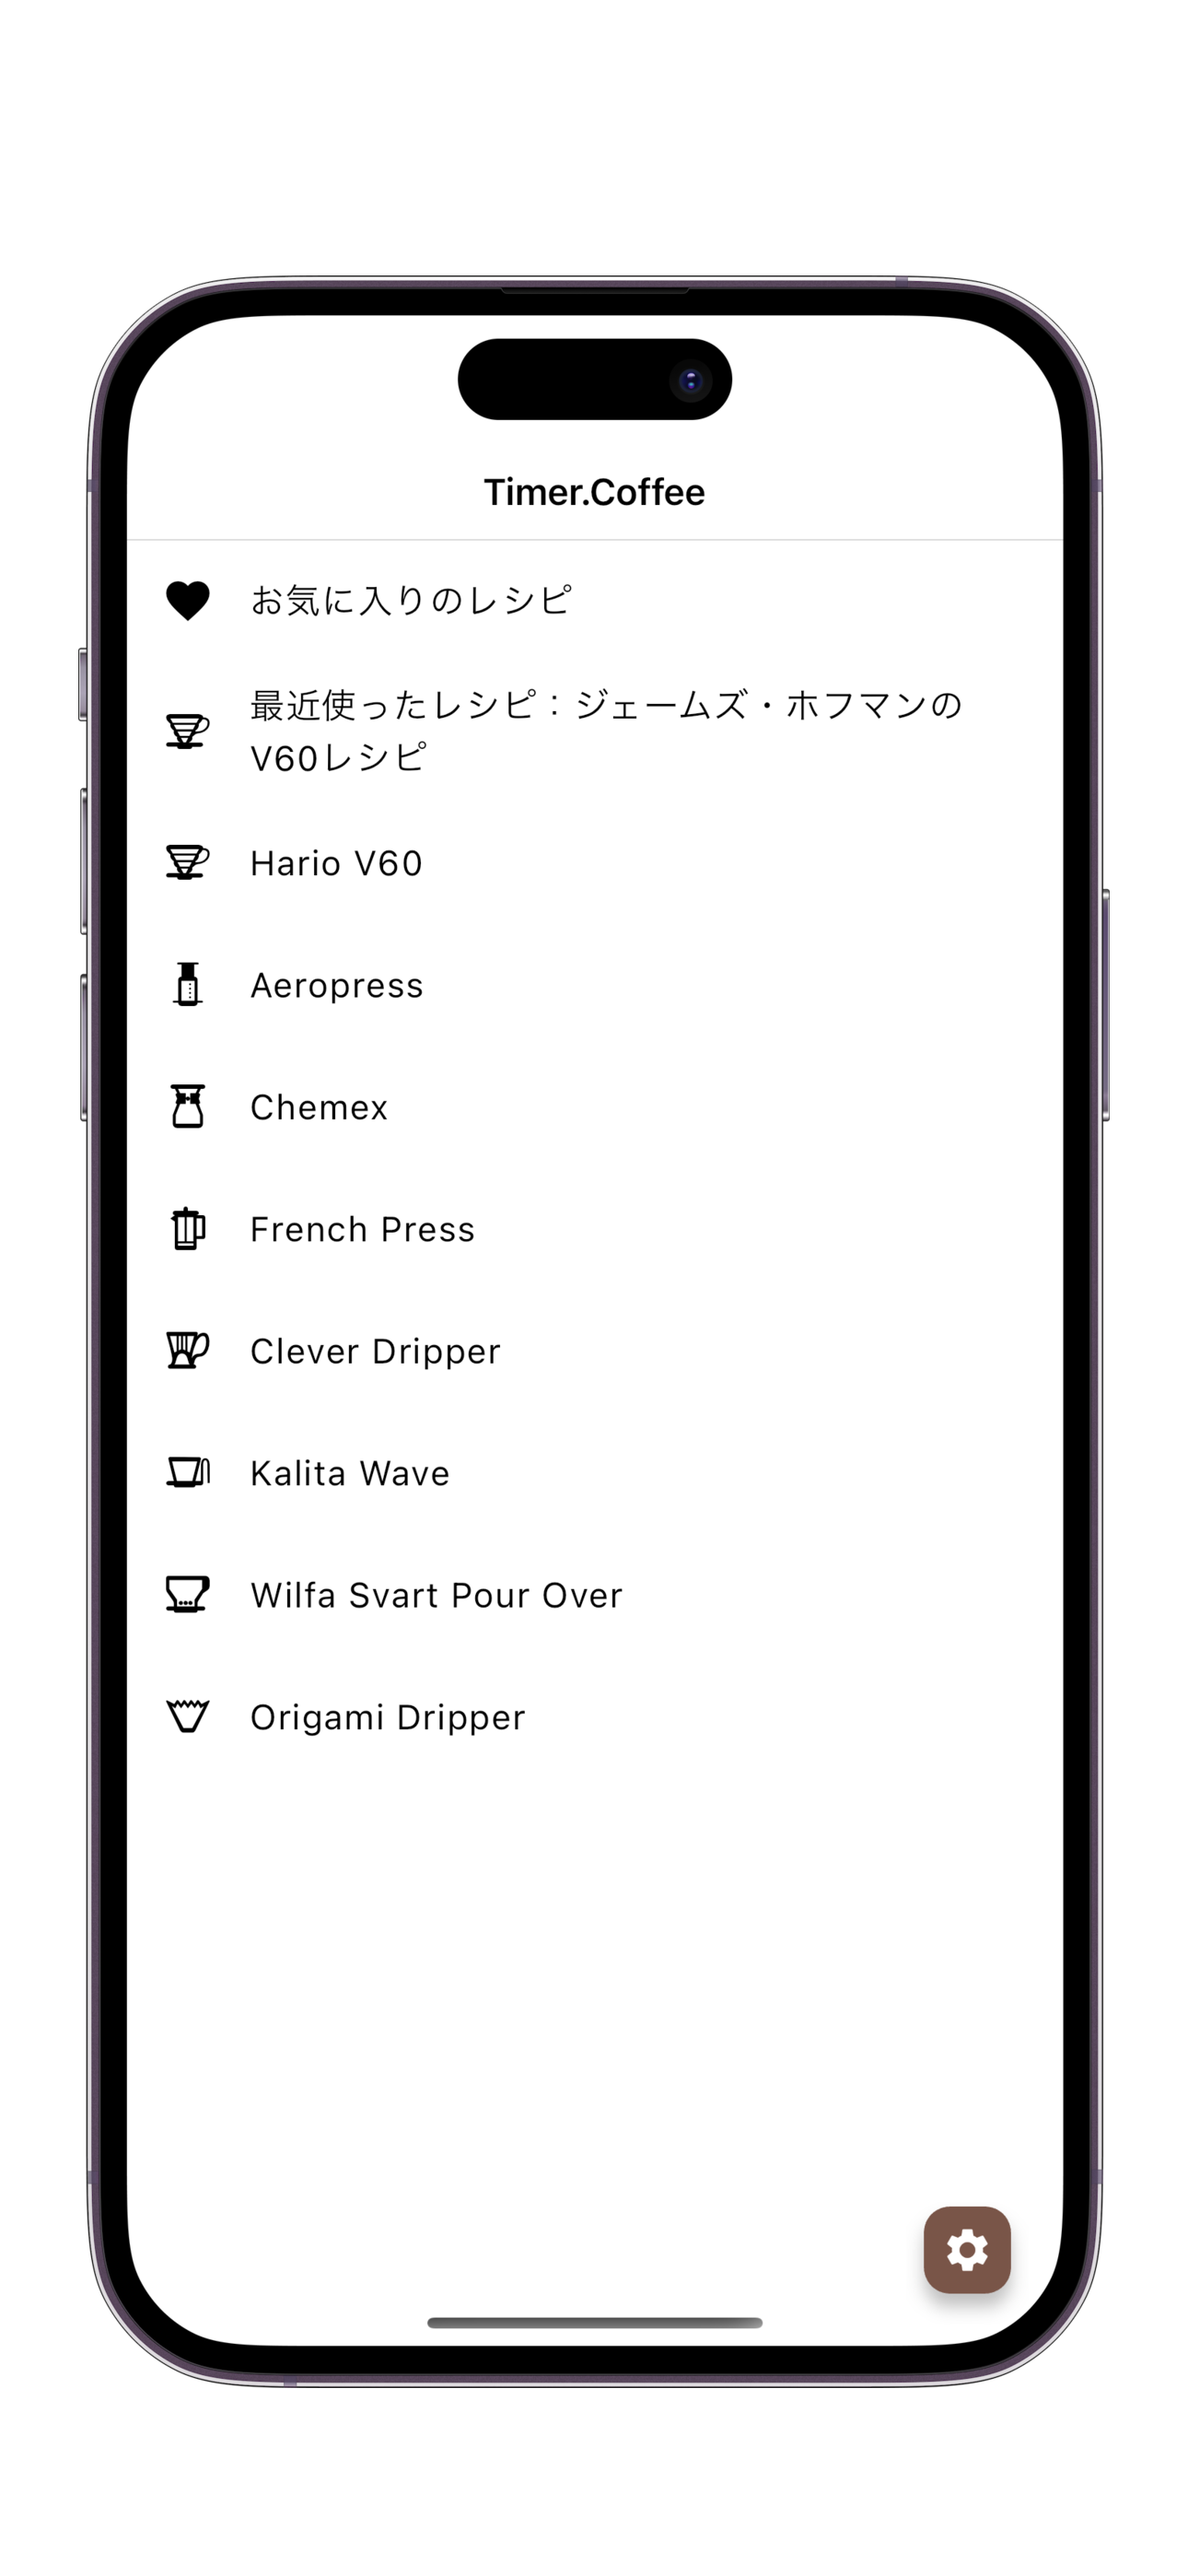 Timer.Coffee
お気に入りのレシピ
最近使ったレシピ：ジェームズ・ホフマンの
V60レシピ
Hario V60
Aeropress
Chemex
French Press
Clever Dripper
Kalita Wave
Wilfa Svart Pour Over
Origami Dripper